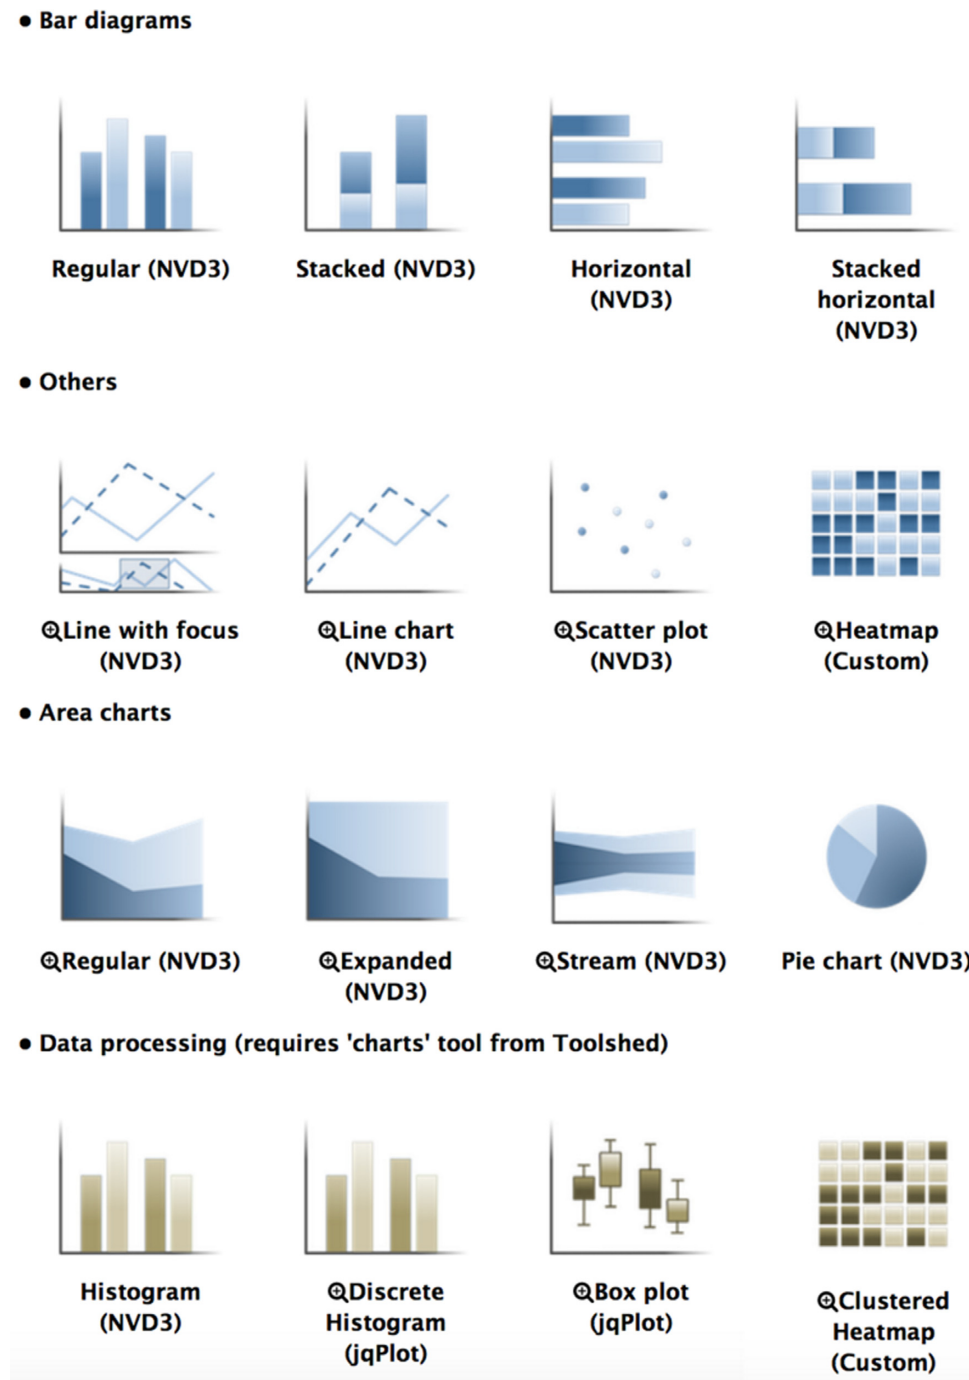 ● Bar diagrams
Regular (NVD3)
Stacked (NVD3)
Horizontal
(NVD3)
Stacked
horizontal
(NVD3)
● Others
Line with focus
(NVD3)
Line chart
(NVD3)
Scatter plot
(NVD3)
Heatmap
(Custom)
● Area charts
Regular (NVD3)
Expanded
(NVD3)
Stream (NVD3)
Pie chart (NVD3)
● Data processing (requires 'charts' tool from Toolshed)
Histogram
(NVD3)
Discrete
Histogram
(jqPlot)
Box plot
(jqPlot)
Clustered
Heatmap
(Custom)